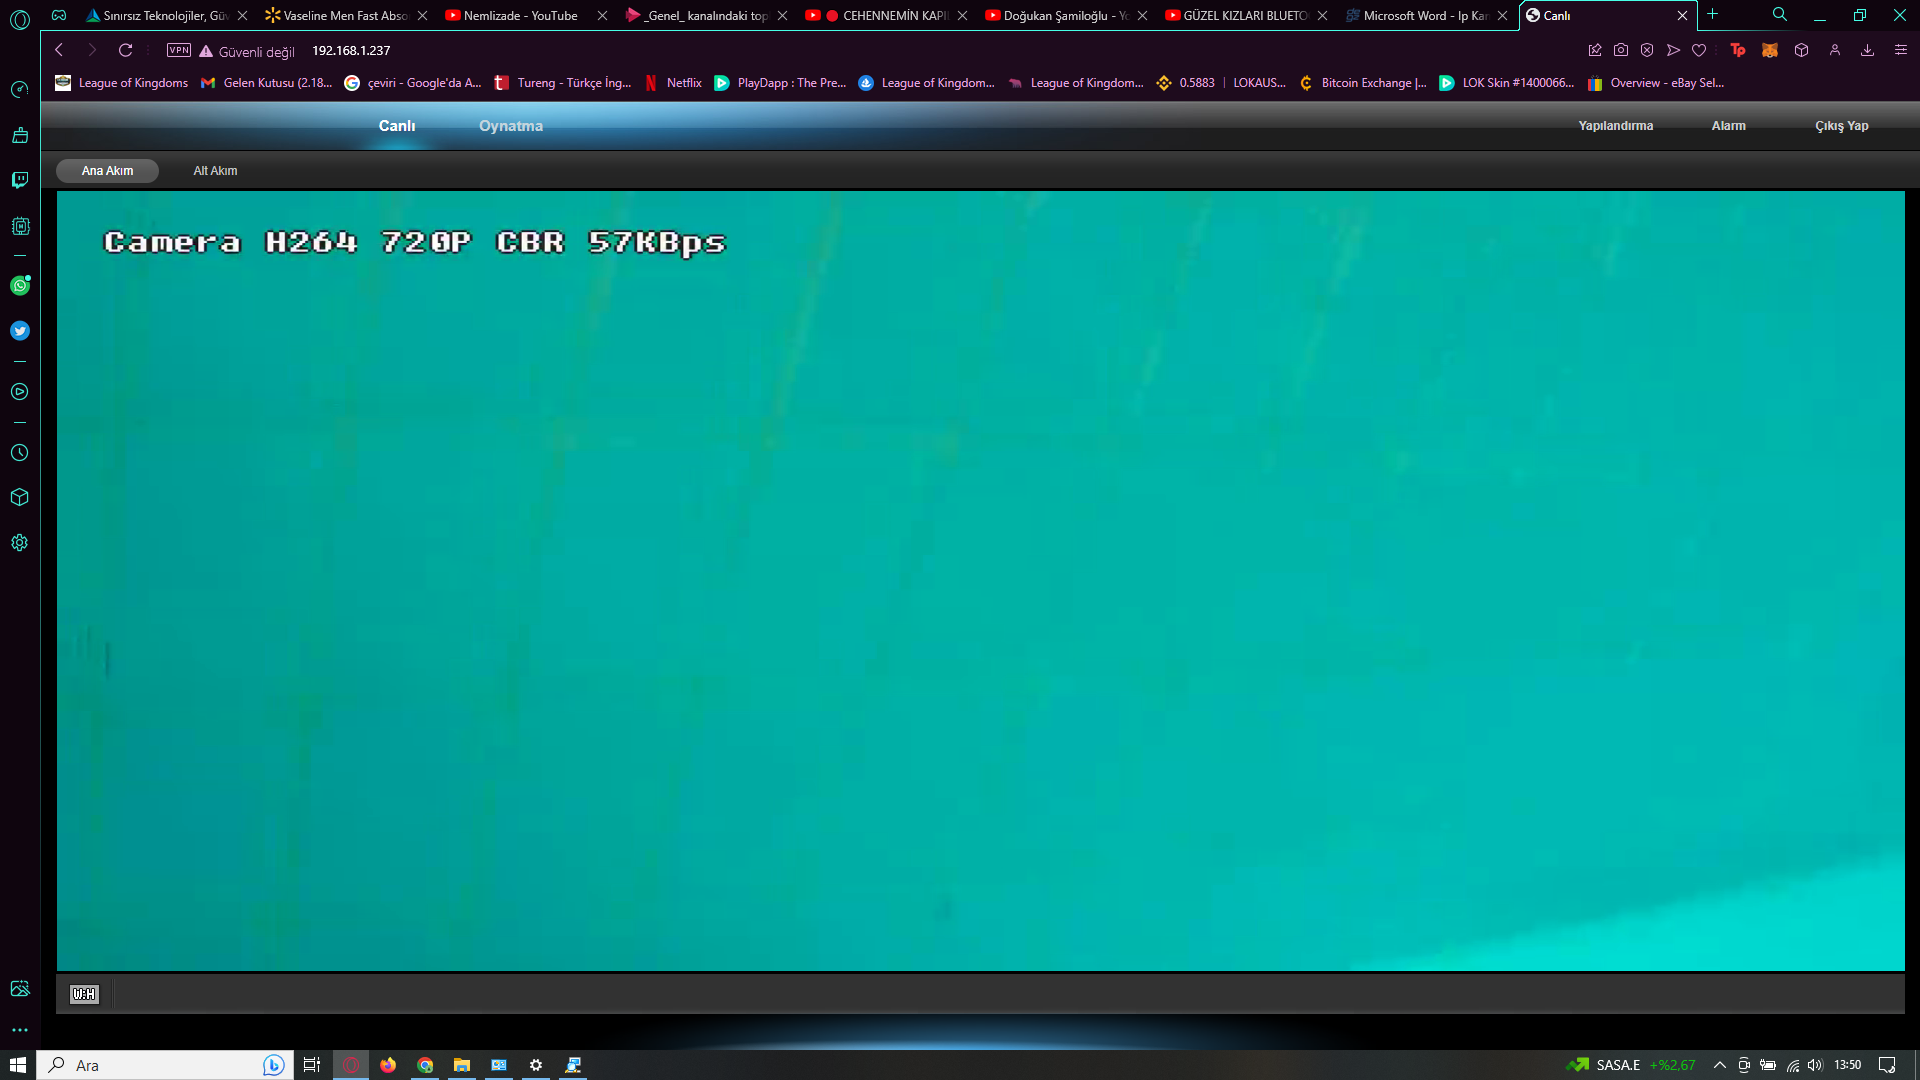 Sınırsız Teknolojiler, Güv
Vaseline Men Fast Abso
Nemlizade - YouTube
_Genel_ kanalındaki top
CEHENNEMİN KAPI
Doğukan Şamiloğlu - Yo
GÜZEL KIZLARI BLUETO
Microsoft Word - Ip Kam
Canlı
VPN
Güvenli değil
192.168.1.237
Tp
League of Kingdoms
Gelen Kutusu (2.18...
çeviri - Google'da A...
Tureng - Türkçe İng...
Netflix
PlayDapp : The Pre...
League of Kingdom...
League of Kingdom...
0.5883 | LOKAUS...
Bitcoin Exchange |...
LOK Skin #1400066...
Overview - eBay Sel...
Canlı
Oynatma
Yapılandırma
Alarm
Çıkış Yap
Ana Akım
Alt Akım
Camera H264 720P CBR 57KBps
W:H
Ara
SASA.E +%2,67
13:50